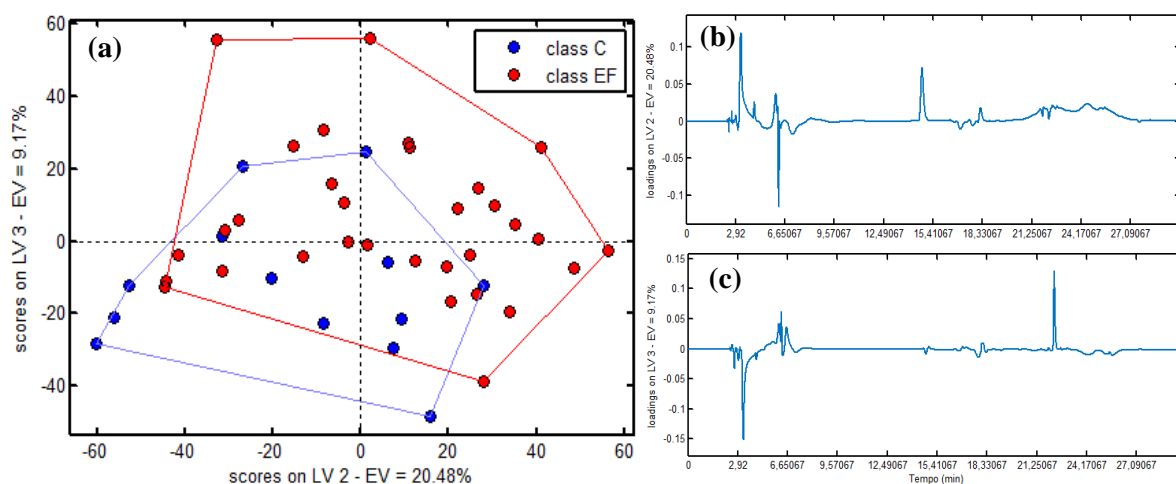 (a)
class C
class EF
scores on LV 3 - EV = 9.17%
60
40
20
0
-20
-40
-60 -40 -20 0 20 40 60
scores on LV 2 - EV = 20.48%
(b)
loadings on LV 2 - EV = 20.48%
0.1
0.05
0
-0.05
-0.1
0 2,92 6,65067 9,57067 12,49067 15,41067 18,33067 21,25067 24,17067 27,09067
(c)
loadings on LV 3 - EV = 9.17%
0.15
0.1
0.05
0
-0.05
-0.1
-0.15
0 2,92 6,65067 9,57067 12,49067 15,41067 18,33067 21,25067 24,17067 27,09067
Tempo (min)